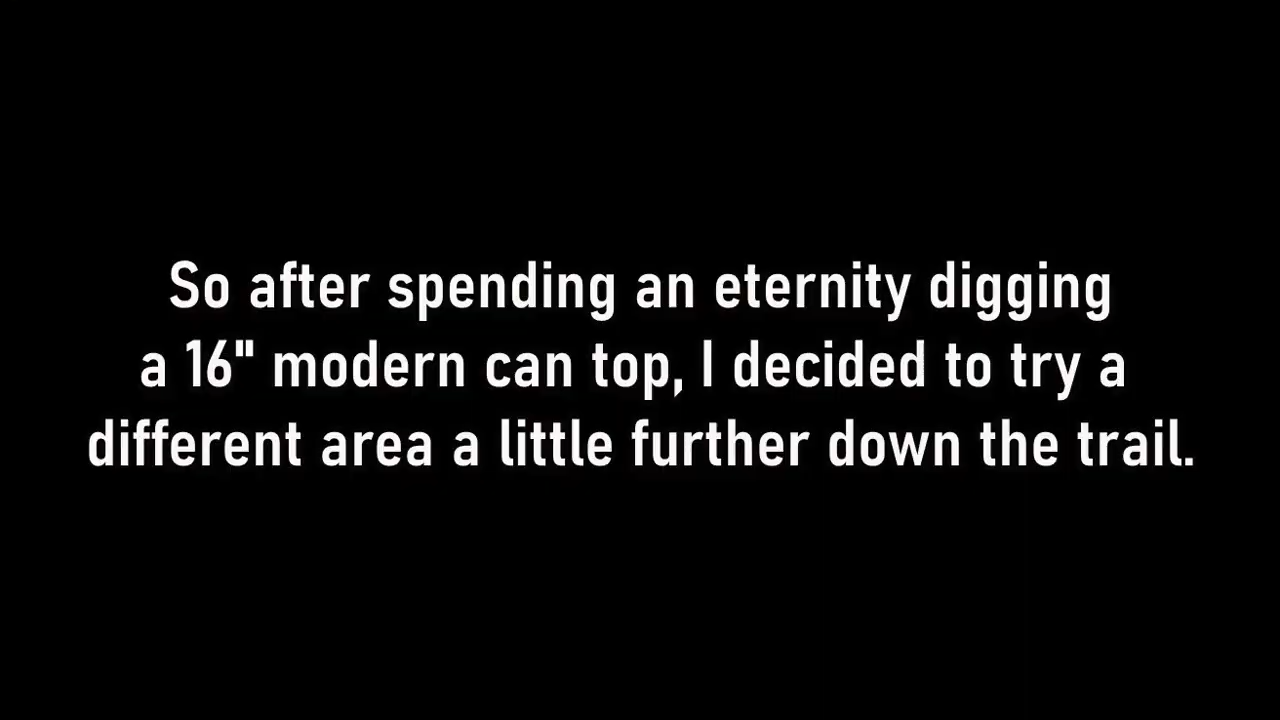 So after spending an eternity digging
a 16" modern can top, I decided to try a
different area a little further down the trail.